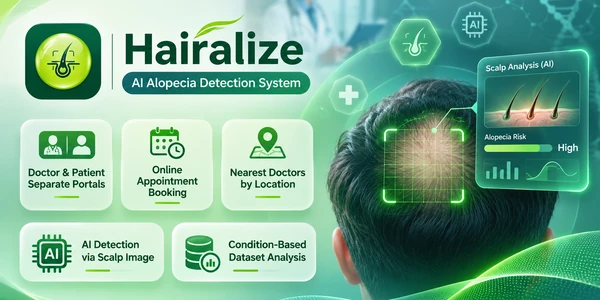 Hairalize
AI Alopecia Detection System
Doctor & Patient
Separate Portals
Online
Appointment
Booking
Nearest Doctors
by Location
AI
AI Detection
via Scalp Image
Condition-Based
Dataset Analysis
AI
Scalp Analysis (AI)
Alopecia Risk
High